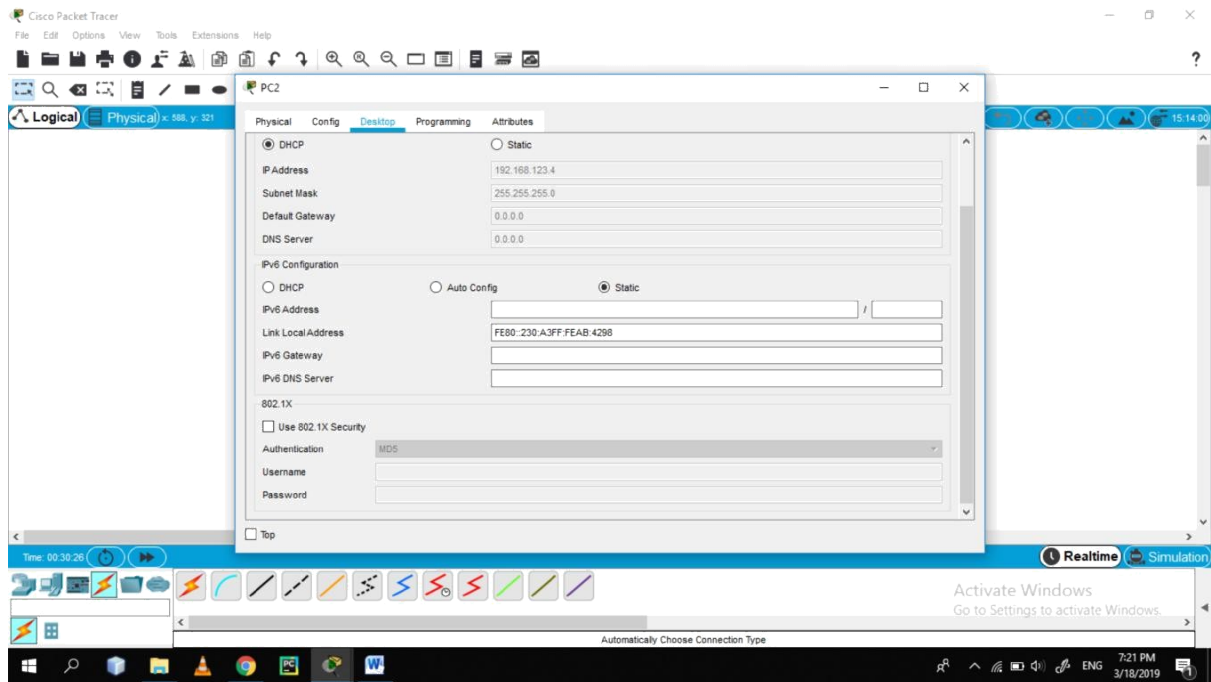 Cisco Packet Tracer
File Edit Options View Tools Extensions Help
?
PC2
Logical Physical x: 588, y: 321
15:14:00
Physical Config Desktop Programming Attributes
DHCP Static
IP Address 192.168.123.4
Subnet Mask 255.255.255.0
Default Gateway 0.0.0.0
DNS Server 0.0.0.0
IPv6 Configuration
DHCP Auto Config Static
IPv6 Address /
Link Local Address FE80::230:A3FF:FEAB:4298
IPv6 Gateway
IPv6 DNS Server
802.1X
Use 802.1X Security
Authentication MD5
Username
Password
Top
Time: 00:30:26 Realtime Simulation
Activate Windows
Go to Settings to activate Windows.
Automatically Choose Connection Type
PC W ENG 7:21 PM
3/18/2019 1